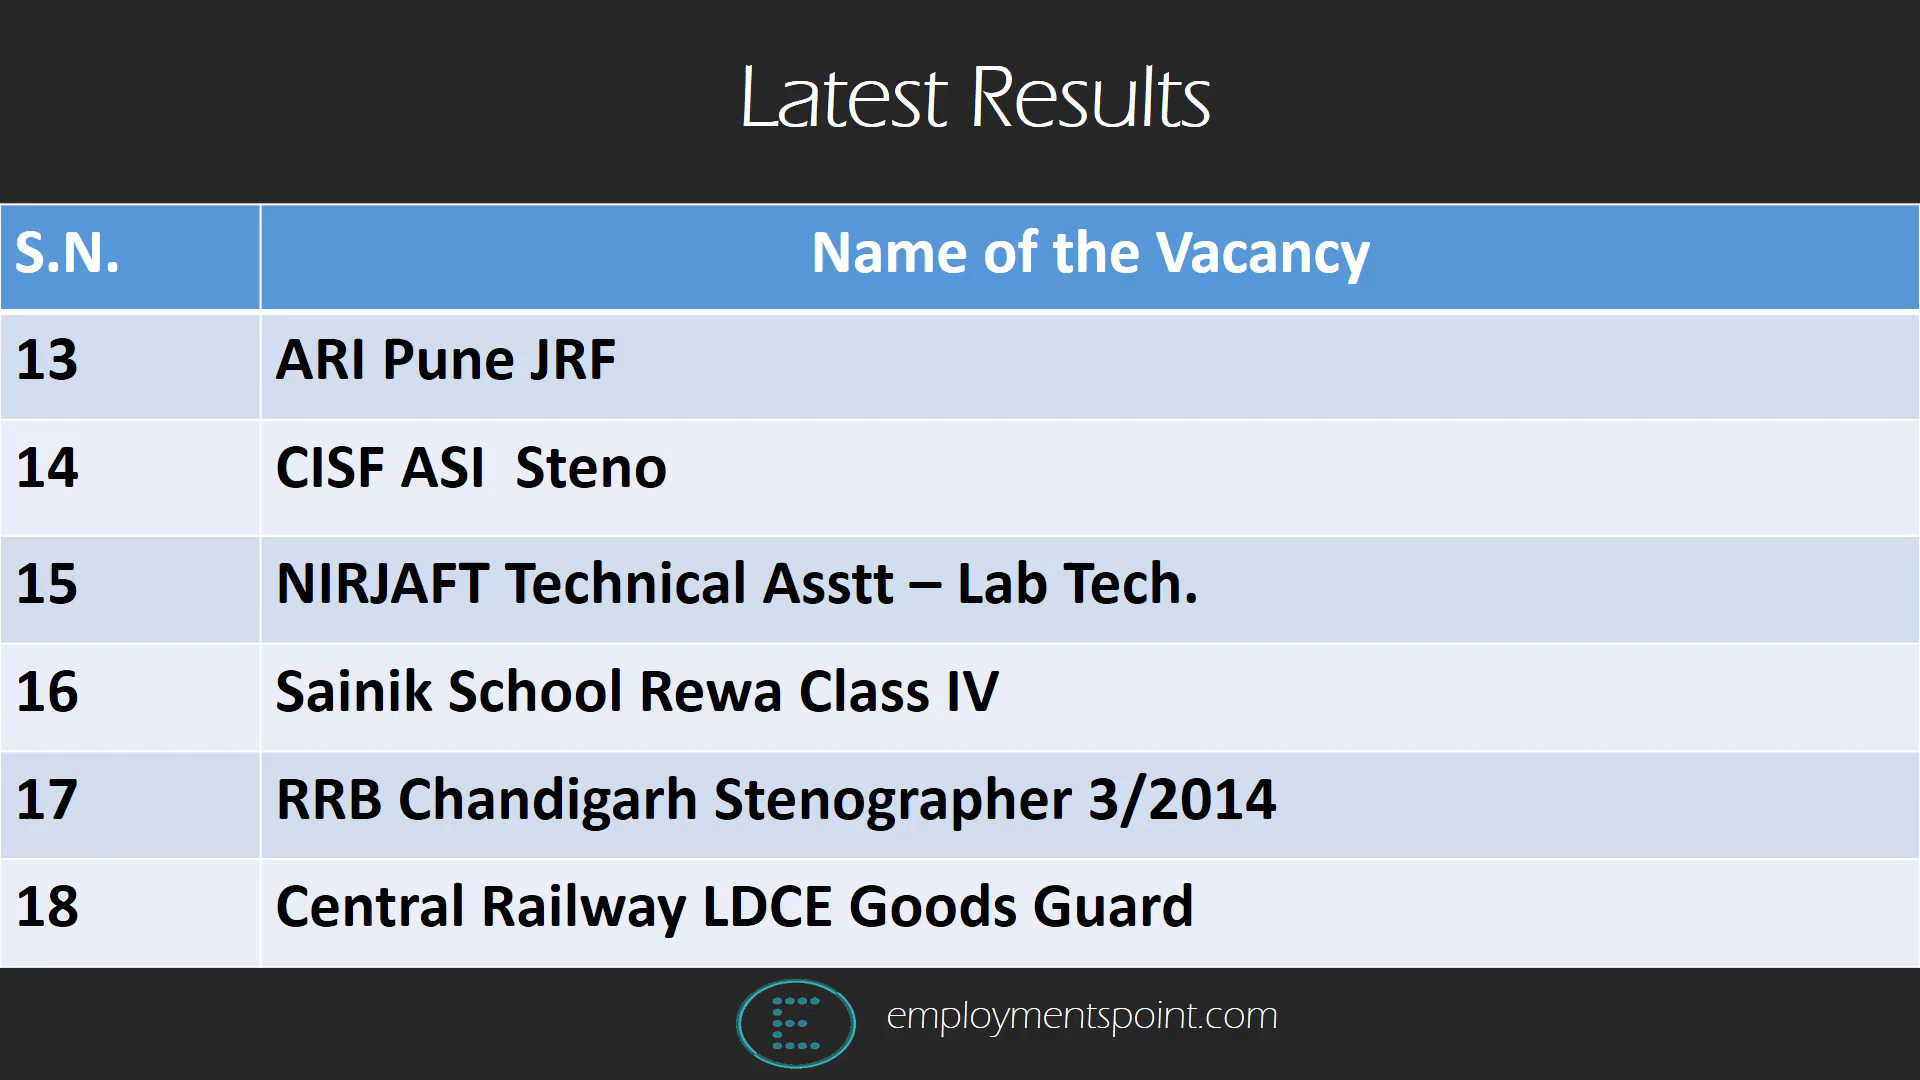 Latest Results
S.N. Name of the Vacancy
13 ARI Pune JRF
14 CISF ASI  Steno
15 NIRJAFT Technical Asstt – Lab Tech.
16 Sainik School Rewa Class IV
17 RRB Chandigarh Stenographer 3/2014
18 Central Railway LDCE Goods Guard
E employmentspoint.com